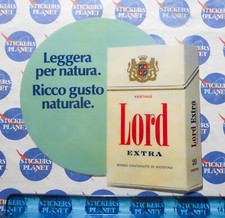 Leggera
per natura.
Ricco gusto
naturale.
Lord
EXTRA
Lord Extra
STICKERS
PLANET